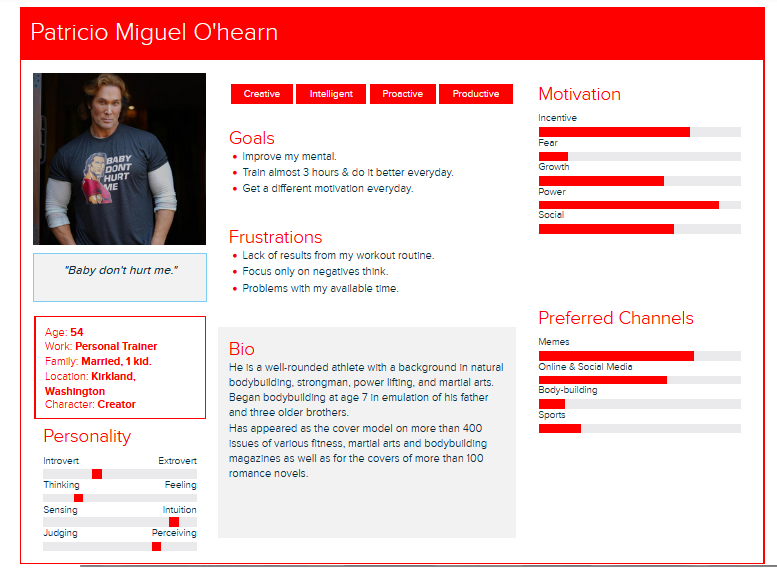 Patricio Miguel O'hearn
BABY
DONT
HURT
ME
"Baby don't hurt me."
Age: 54
Work: Personal Trainer
Family: Married, 1 kid.
Location: Kirkland,
Washington
Character: Creator
Personality
Introvert Extrovert
Thinking Feeling
Sensing Intuition
Judging Perceiving
Creative Intelligent Proactive Productive
Goals
• Improve my mental.
• Train almost 3 hours & do it better everyday.
• Get a different motivation everyday.
Frustrations
• Lack of results from my workout routine.
• Focus only on negatives think.
• Problems with my available time.
Bio
He is a well-rounded athlete with a background in natural
bodybuilding, strongman, power lifting, and martial arts.
Began bodybuilding at age 7 in emulation of his father
and three older brothers.
Has appeared as the cover model on more than 400
issues of various fitness, martial arts and bodybuilding
magazines as well as for the covers of more than 100
romance novels.
Motivation
Incentive
Fear
Growth
Power
Social
Preferred Channels
Memes
Online & Social Media
Body-building
Sports